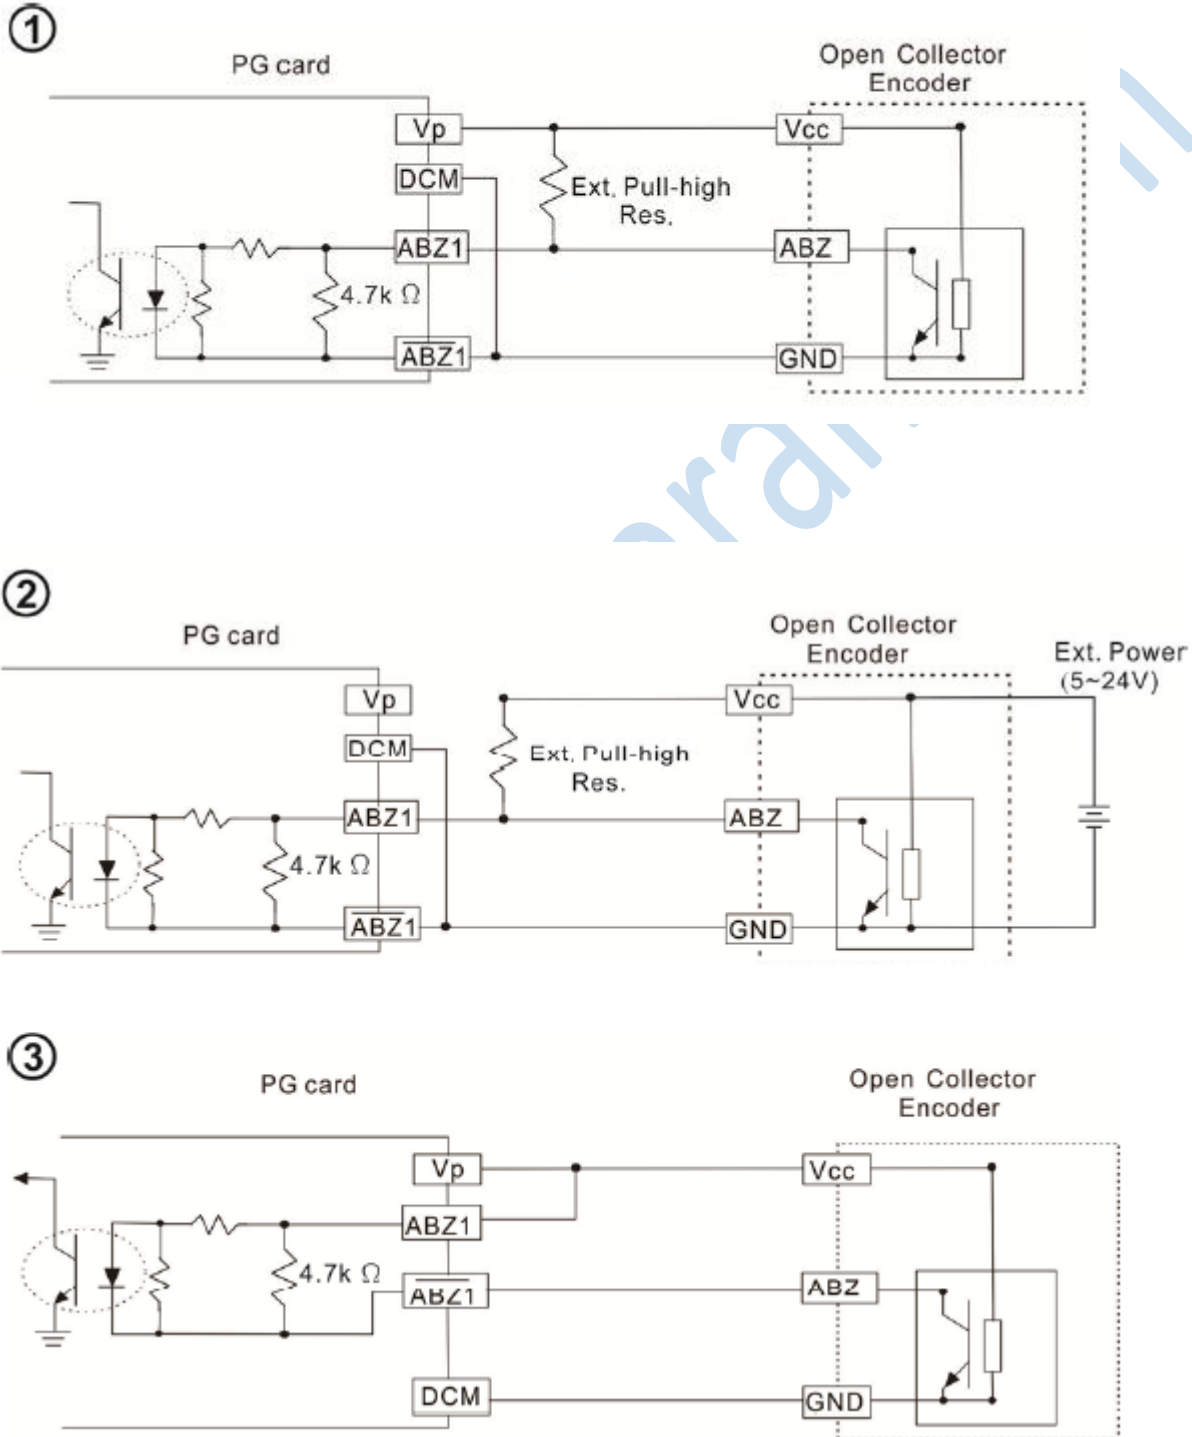 1
PG card
Open Collector
Encoder
Vp
Vcc
DCM
Ext. Pull-high
Res.
ABZ1
ABZ
4.7k Ω
ABZ1
GND
2
PG card
Open Collector
Encoder
Ext. Power
(5~24V)
Vp
Vcc
DCM
Ext. Pull-high
Res.
ABZ1
ABZ
4.7k Ω
ABZ1
GND
3
PG card
Open Collector
Encoder
Vp
Vcc
ABZ1
4.7k Ω
ABZ1
ABZ
DCM
GND